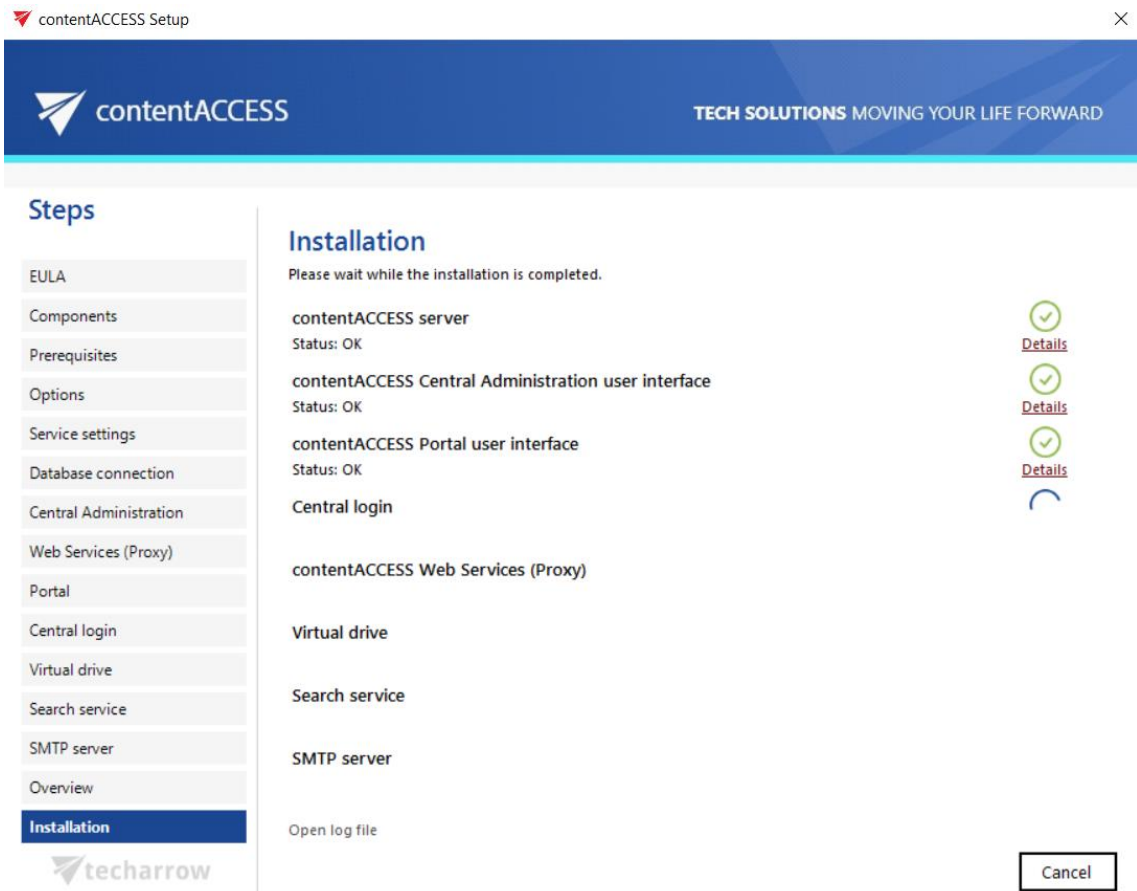 contentACCESS Setup
contentACCESS
TECH SOLUTIONS MOVING YOUR LIFE FORWARD
Steps
EULA
Components
Prerequisites
Options
Service settings
Database connection
Central Administration
Web Services (Proxy)
Portal
Central login
Virtual drive
Search service
SMTP server
Overview
Installation
techarrow
Installation
Please wait while the installation is completed.
contentACCESS server
Status: OK
Details
contentACCESS Central Administration user interface
Status: OK
Details
contentACCESS Portal user interface
Status: OK
Details
Central login
contentACCESS Web Services (Proxy)
Virtual drive
Search service
SMTP server
Open log file
Cancel